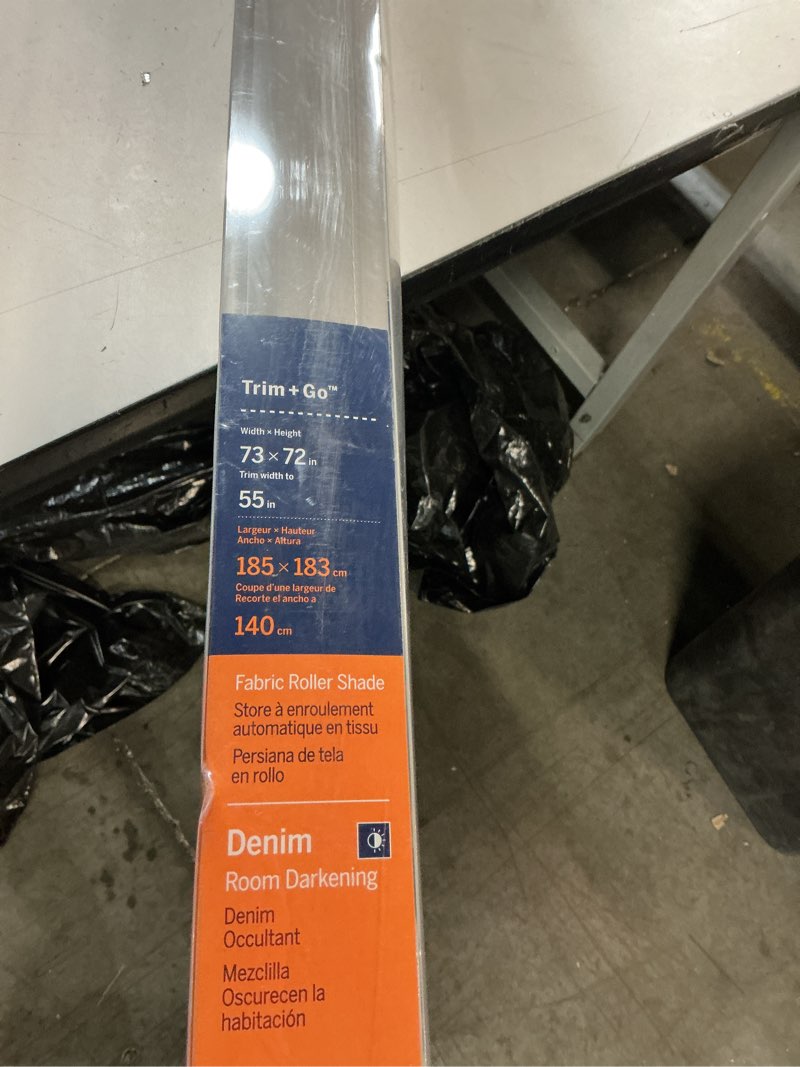 Trim + Go™
Width × Height
73 × 72 in
Trim width to
55 in
Largeur × Hauteur
Ancho × Altura
185 × 183 cm
Coupe d'une largeur de
Recorte el ancho a
140 cm
Fabric Roller Shade
Store à enroulement
automatique en tissu
Persiana de tela
en rollo
Denim
Room Darkening
Denim
Occultant
Mezclilla
Oscurecen la
habitación